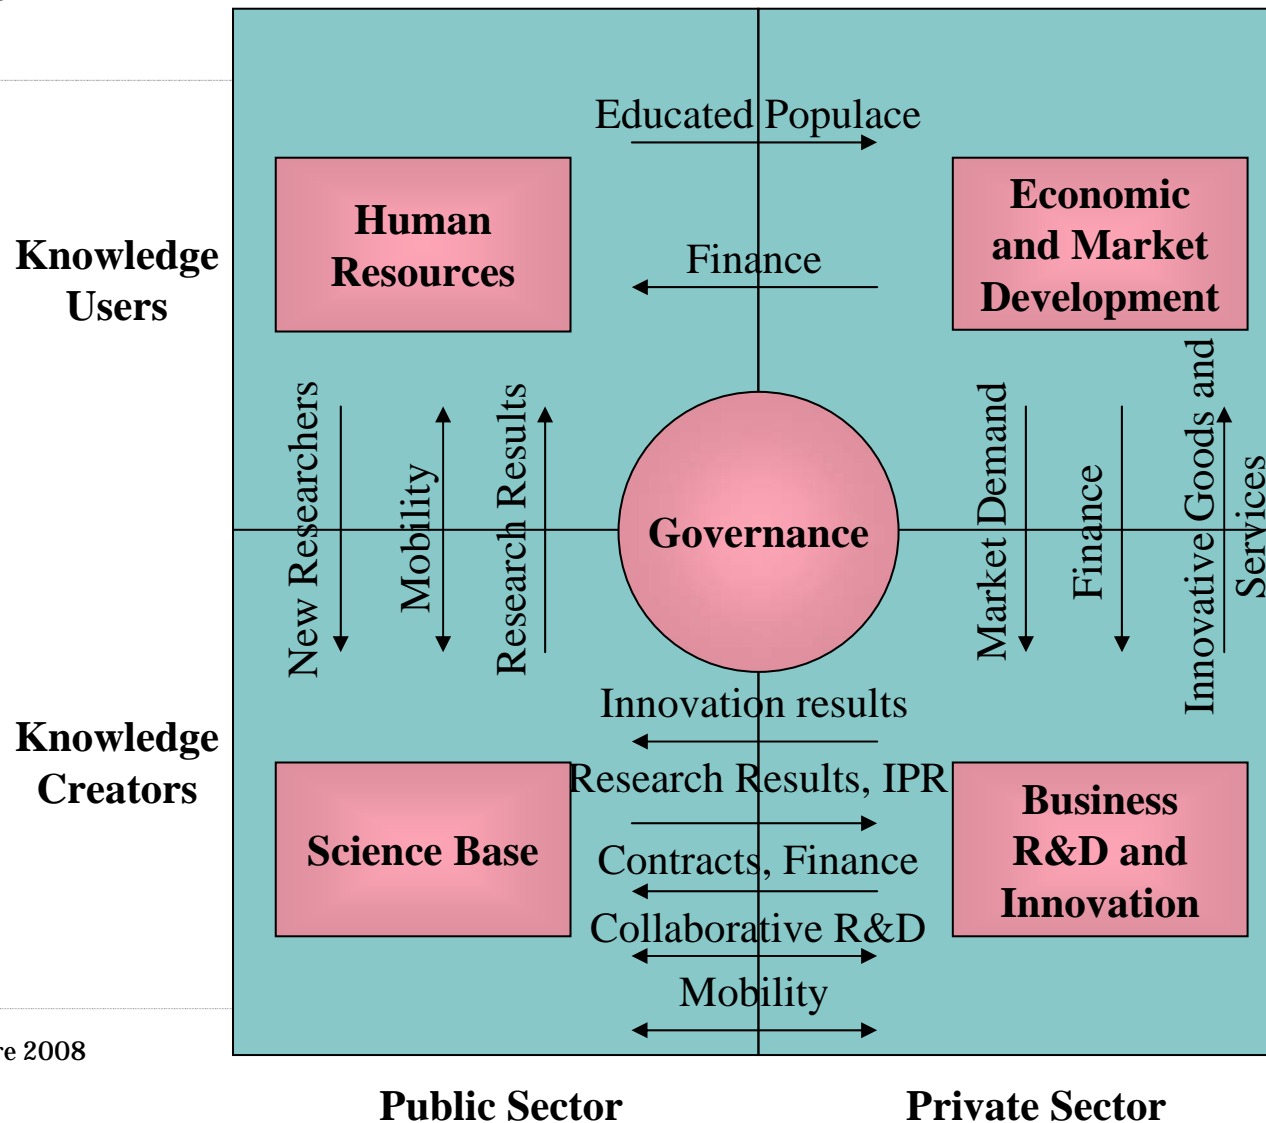 Educated Populace
Human
Resources
Economic
and Market
Development
Knowledge
Users
Finance
New Researchers
Mobility
Research Results
Governance
Market Demand
Finance
Innovative Goods and
Services
Innovation results
Knowledge
Creators
Research Results, IPR
Science Base
Business
R&D and
Innovation
Contracts, Finance
Collaborative R&D
Mobility
2008
Public Sector
Private Sector